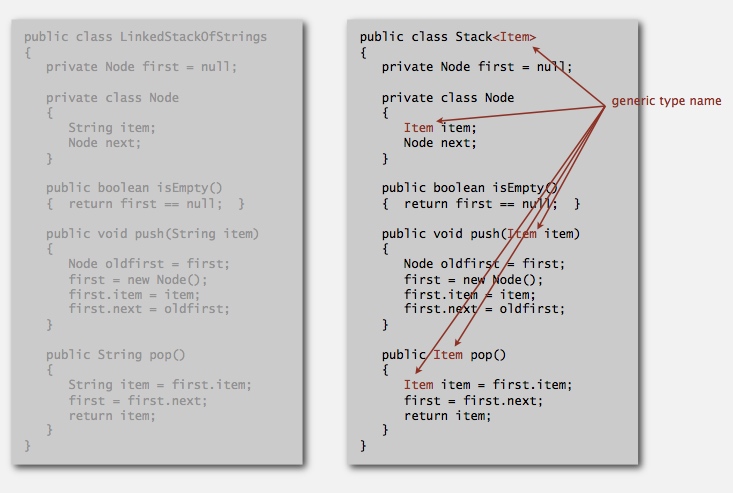 public class LinkedStackOfStrings
{
private Node first = null;
private class Node
{
String item;
Node next;
}
public boolean isEmpty()
{ return first == null; }
public void push(String item)
{
Node oldfirst = first;
first = new Node();
first.item = item;
first.next = oldfirst;
}
public String pop()
{
String item = first.item;
first = first.next;
return item;
}
}
public class Stack<Item>
{
private Node first = null;
private class Node
{
Item item;
Node next;
}
public boolean isEmpty()
{ return first == null; }
public void push(Item item)
{
Node oldfirst = first;
first = new Node();
first.item = item;
first.next = oldfirst;
}
public Item pop()
{
Item item = first.item;
first = first.next;
return item;
}
}
generic type name